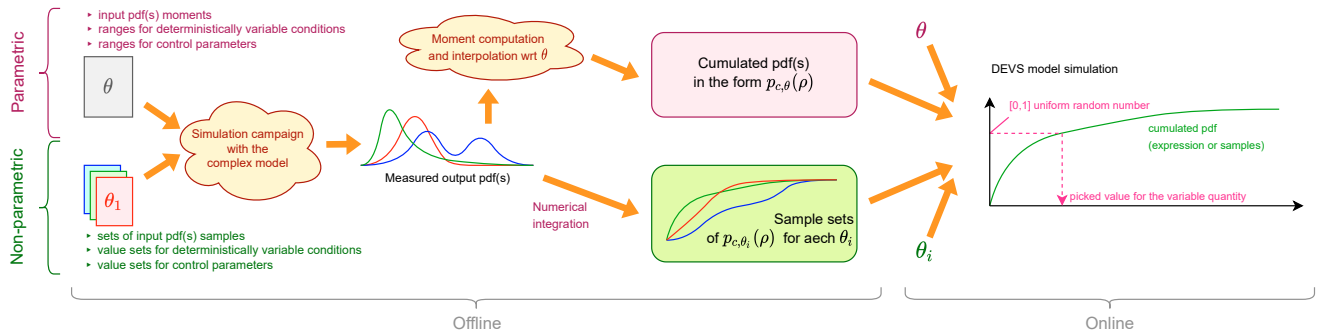 Parametric
‣ input pdf(s) moments
‣ ranges for deterministically variable conditions
‣ ranges for control parameters
θ
Non-parametric
θ₁
‣ sets of input pdf(s) samples
‣ value sets for deterministically variable conditions
‣ value sets for control parameters
Simulation campaign
with the
complex model
Measured output pdf(s)
Moment computation
and interpolation wrt θ
Numerical
integration
Cumulated pdf(s)
in the form p_{c,θ}(ρ)
Sample sets
of p_{c,θ_i}(ρ) for aech θ_i
θ
θ_i
DEVS model simulation
[0,1] uniform random number
cumulated pdf
(expression or samples)
picked value for the variable quantity
Offline
Online